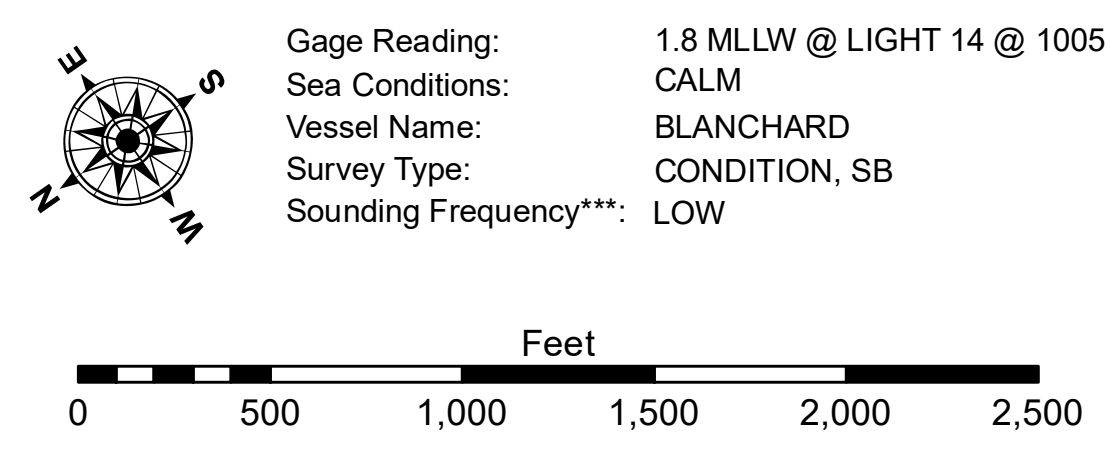 E
S
N
W
Gage Reading: 1.8 MLLW @ LIGHT 14 @ 1005
Sea Conditions: CALM
Vessel Name: BLANCHARD
Survey Type: CONDITION, SB
Sounding Frequency***: LOW
Feet
0 500 1,000 1,500 2,000 2,500